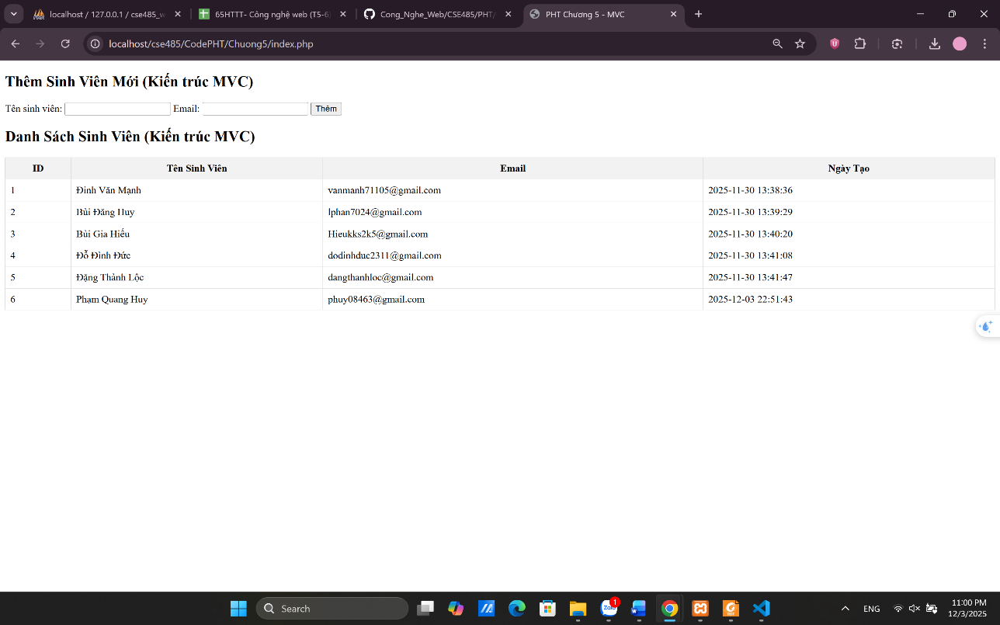 localhost / 127.0.0.1 / cse485_w
65HTTT- Công nghệ web (T5-6)
Cong_Nghe_Web/CSE485/PHT/
PHT Chương 5 - MVC
localhost/cse485/CodePHT/Chuong5/index.php
Thêm Sinh Viên Mới (Kiến trúc MVC)
Tên sinh viên: Email: Thêm
Danh Sách Sinh Viên (Kiến trúc MVC)
ID Tên Sinh Viên Email Ngày Tạo
1 Đinh Văn Mạnh vanmanh71105@gmail.com 2025-11-30 13:38:36
2 Bùi Đăng Huy lphan7024@gmail.com 2025-11-30 13:39:29
3 Bùi Gia Hiếu Hieukks2k5@gmail.com 2025-11-30 13:40:20
4 Đỗ Đình Đức dodinhduc2311@gmail.com 2025-11-30 13:41:08
5 Đặng Thành Lộc dangthanhloc@gmail.com 2025-11-30 13:41:47
6 Phạm Quang Huy phuy08463@gmail.com 2025-12-03 22:51:43
Search
Zalo
1
ENG
11:00 PM
12/3/2025